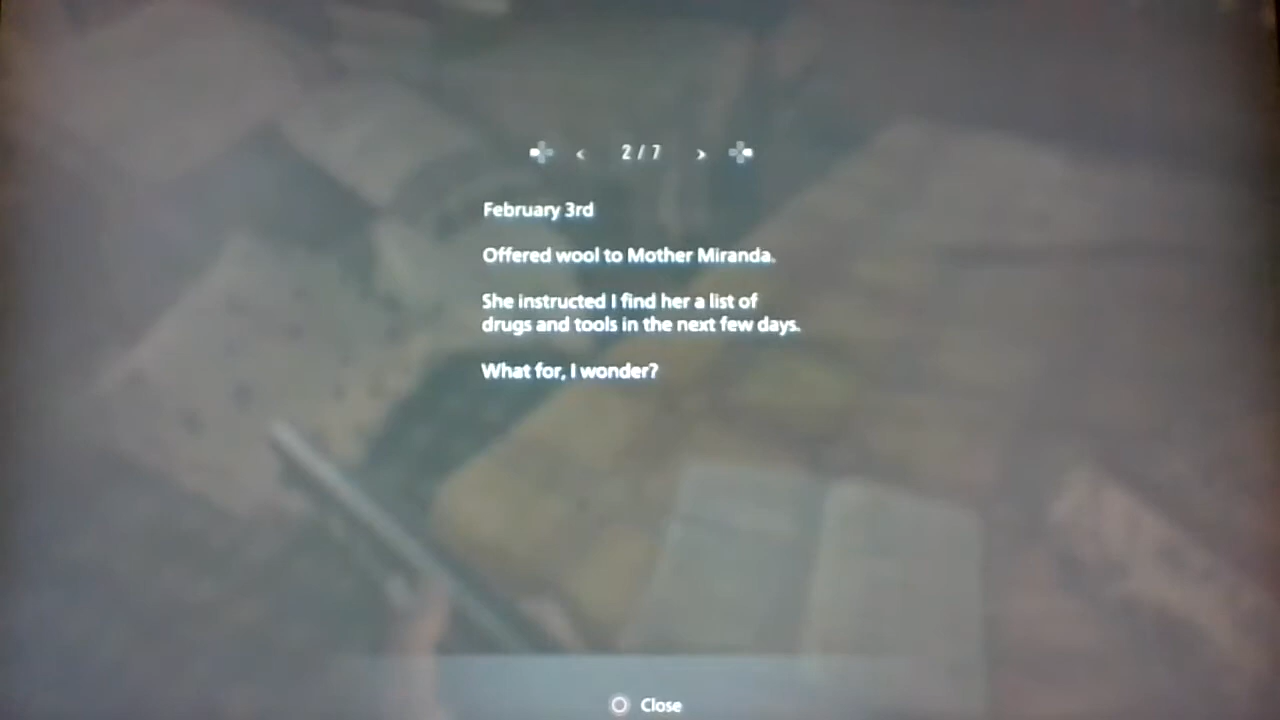 < 2 / 7 >
February 3rd
Offered wool to Mother Miranda.
She instructed I find her a list of
drugs and tools in the next few days.
What for, I wonder?
Close